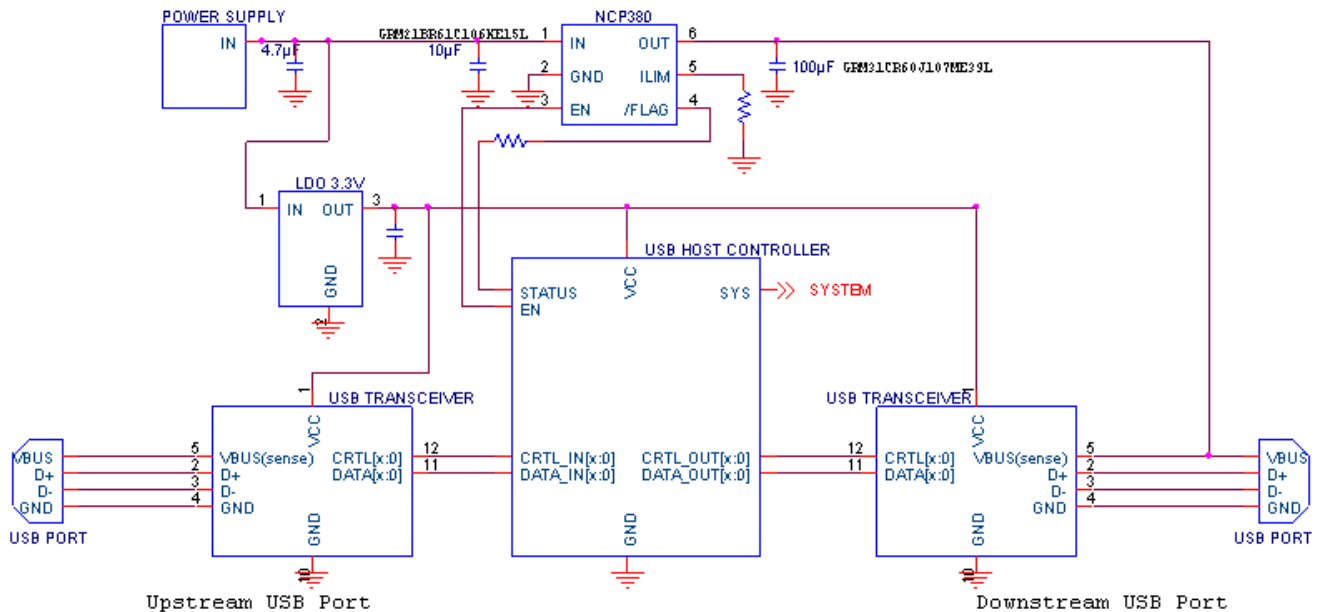 POWER SUPPLY
NCP380
IN
4.7µF
GRM21BR61C106KE15L
10µF
1
IN
OUT
6
2
GND
ILIM
5
3
EN
/FLAG
4
100µF
GRM31CR60J107ME39L
LDO 3.3V
1
IN
OUT
3
GND
2
USB HOST CONTROLLER
VCC
STATUS
EN
SYS
SYSTEM
1
USB TRANSCEIVER
VCC
USB TRANSCEIVER
1
VCC
VBUS
D+
D-
GND
USB PORT
5
2
3
4
VBUS(sense)
D+
D-
GND
CRTL[x:0]
DATA[x:0]
12
11
GND
10
CRTL_IN[x:0]
DATA_IN[x:0]
CRTL_OUT[x:0]
DATA_OUT[x:0]
GND
12
11
CRTL[x:0]
DATA[x:0]
VBUS(sense)
D+
D-
GND
5
2
3
4
GND
10
VBUS
D+
D-
GND
USB PORT
Upstream USB Port
Downstream USB Port